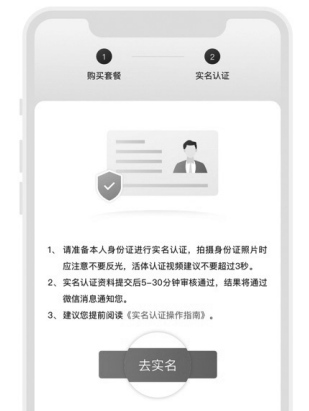 1 2
购买套餐 实名认证
1、 请准备本人身份证进行实名认证，拍摄身份证照片时
应注意不要反光，活体认证视频建议不要超过3秒。
2、 实名认证资料提交后5-30分钟审核通过，结果将通过
微信消息通知您。
3、 建议您提前阅读《实名认证操作指南》。
去实名